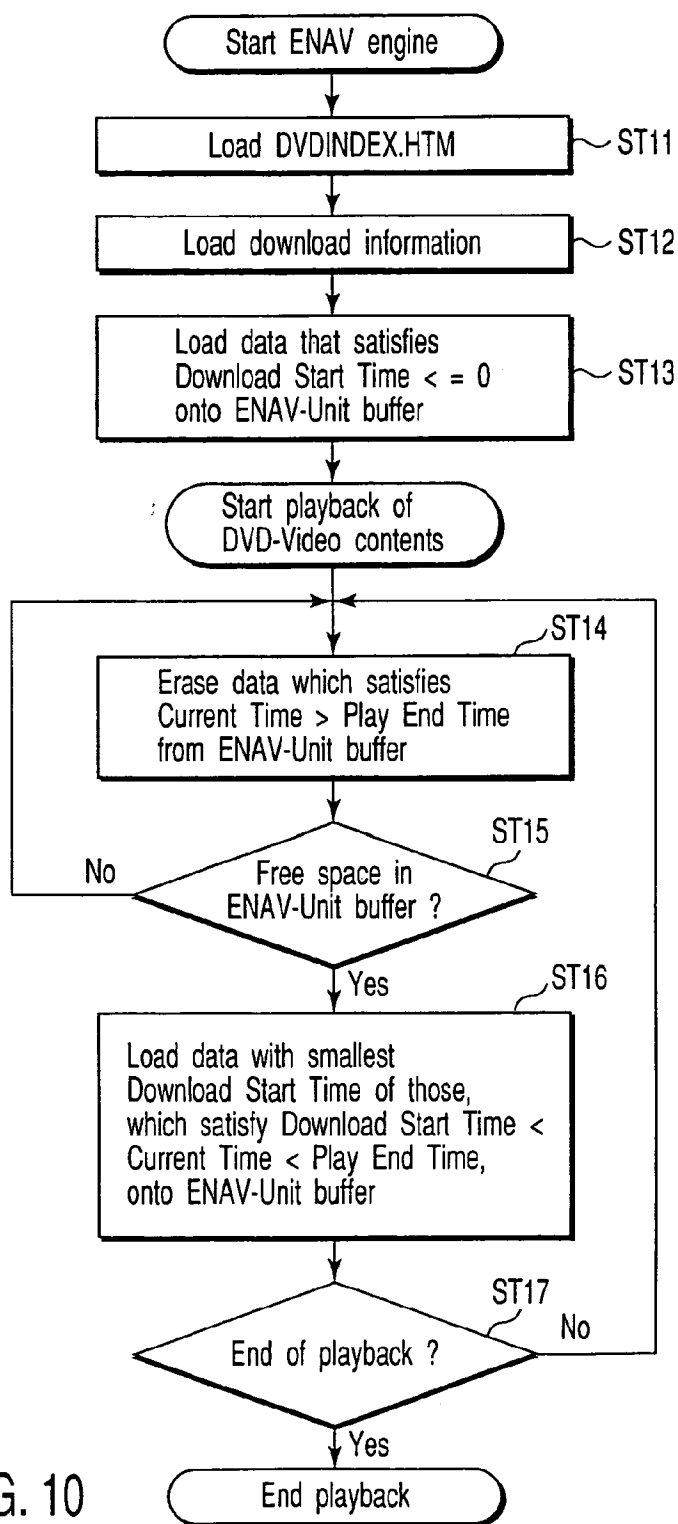 Start ENAV engine
Load DVDINDEX.HTM
ST11
Load download information
ST12
Load data that satisfies
Download Start Time < = 0
onto ENAV-Unit buffer
ST13
Start playback of
DVD-Video contents
ST14
Erase data which satisfies
Current Time > Play End Time
from ENAV-Unit buffer
ST15
No
Free space in
ENAV-Unit buffer ?
Yes
ST16
Load data with smallest
Download Start Time of those,
which satisfy Download Start Time <
Current Time < Play End Time,
onto ENAV-Unit buffer
ST17
No
End of playback ?
Yes
G. 10
End playback